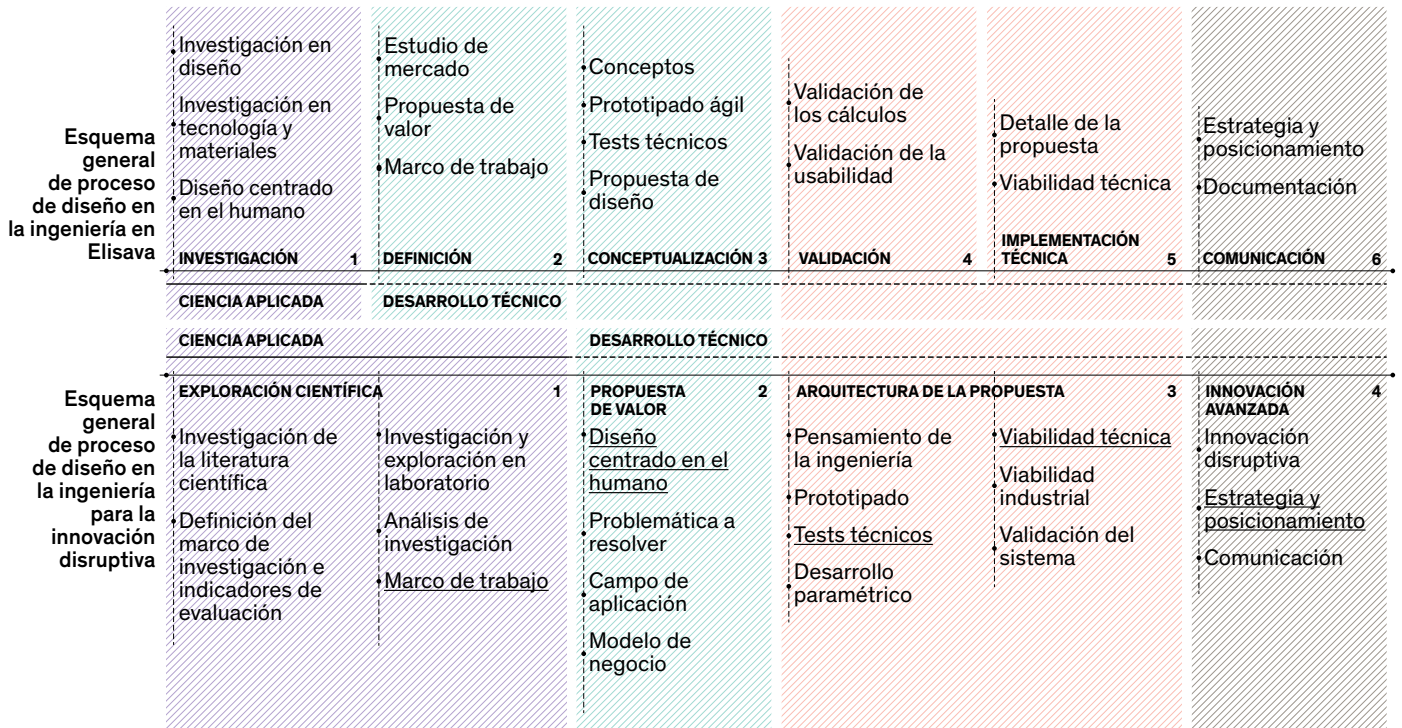 Esquema
general
de proceso
de diseño en
la ingeniería en
Elisava
Investigación en
diseño
Investigación en
tecnología y
materiales
Diseño centrado
en el humano
INVESTIGACIÓN 1
Estudio de
mercado
Propuesta de
valor
Marco de trabajo
DEFINICIÓN 2
Conceptos
Prototipado ágil
Tests técnicos
Propuesta de
diseño
CONCEPTUALIZACIÓN 3
Validación de
los cálculos
Validación de la
usabilidad
VALIDACIÓN 4
Detalle de la
propuesta
Viabilidad técnica
IMPLEMENTACIÓN
TÉCNICA 5
Estrategia y
posicionamiento
Documentación
COMUNICACIÓN 6
CIENCIA APLICADA
DESARROLLO TÉCNICO
CIENCIA APLICADA
DESARROLLO TÉCNICO
Esquema
general
de proceso
de diseño en
la ingeniería
para la
innovación
disruptiva
EXPLORACIÓN CIENTÍFICA 1
Investigación de
la literatura
científica
Definición del
marco de
investigación e
indicadores de
evaluación
Investigación y
exploración en
laboratorio
Análisis de
investigación
Marco de trabajo
PROPUESTA 2
DE VALOR
Diseño
centrado en el
humano
Problemática a
resolver
Campo de
aplicación
Modelo de
negocio
ARQUITECTURA DE LA PROPUESTA 3
Pensamiento de
la ingeniería
Prototipado
Tests técnicos
Desarrollo
paramétrico
Viabilidad técnica
Viabilidad
industrial
Validación del
sistema
INNOVACIÓN 4
AVANZADA
Innovación
disruptiva
Estrategia y
posicionamiento
Comunicación